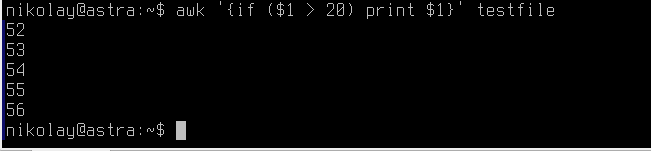 nikolay@astra:~$ awk '{if ($1 > 20) print $1}' testfile
52
53
54
55
56
nikolay@astra:~$